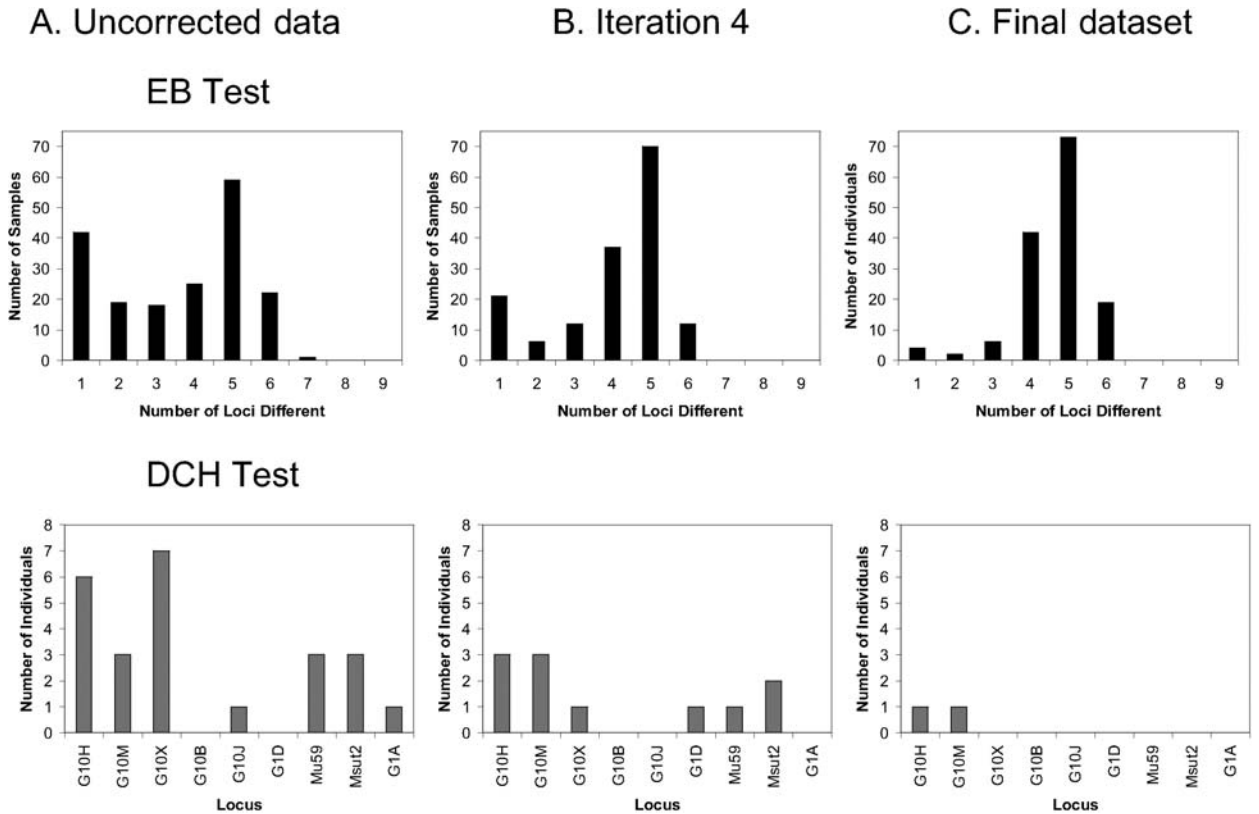 A. Uncorrected data
B. Iteration 4
C. Final dataset
EB Test
Number of Samples
70
60
50
40
30
20
10
0
1 2 3 4 5 6 7 8 9
Number of Loci Different
Number of Samples
70
60
50
40
30
20
10
0
1 2 3 4 5 6 7 8 9
Number of Loci Different
Number of Individuals
70
60
50
40
30
20
10
0
1 2 3 4 5 6 7 8 9
Number of Loci Different
DCH Test
Number of Individuals
8
7
6
5
4
3
2
1
0
G10H G10M G10X G10B G10J G1D Mu59 Msut2 G1A
Locus
Number of Individuals
8
7
6
5
4
3
2
1
0
G10H G10M G10X G10B G10J G1D Mu59 Msut2 G1A
Locus
Number of Individuals
8
7
6
5
4
3
2
1
0
G10H G10M G10X G10B G10J G1D Mu59 Msut2 G1A
Locus